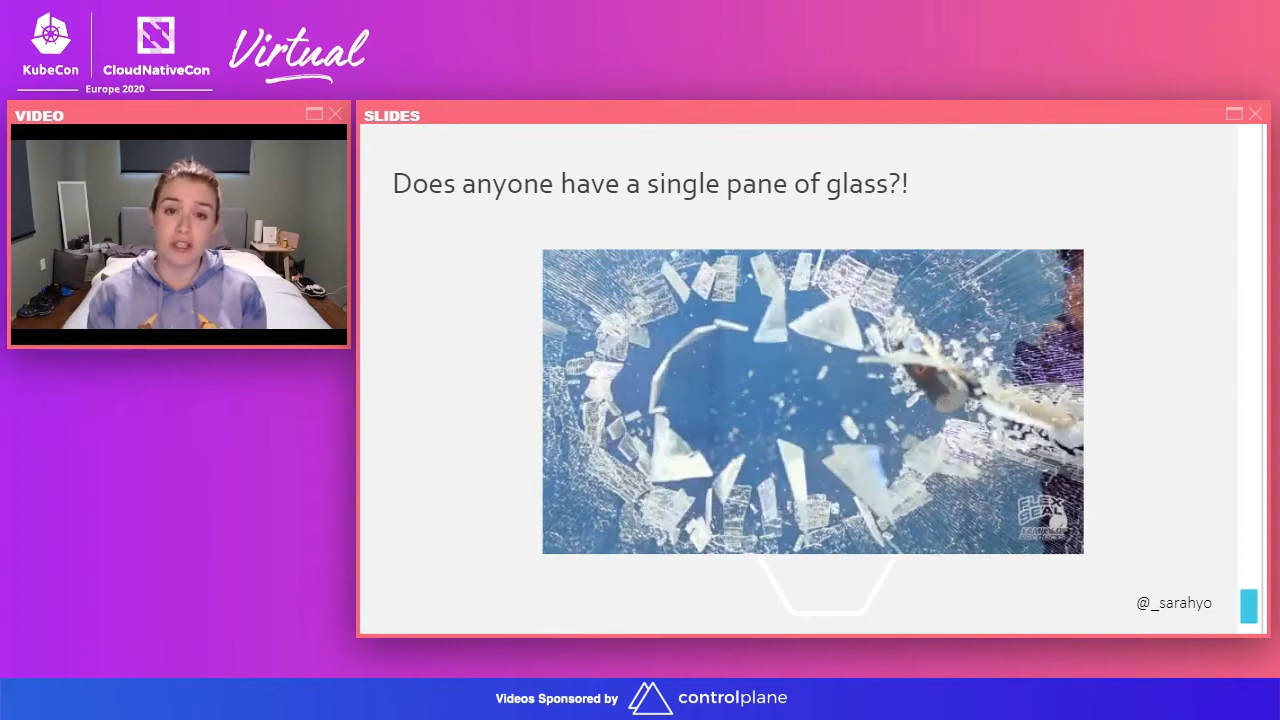 KubeCon
CloudNativeCon
Europe 2020
Virtual
VIDEO
SLIDES
Does anyone have a single pane of glass?!
FLEX
SEAL
@_sarahyo
Videos Sponsored by
controlplane